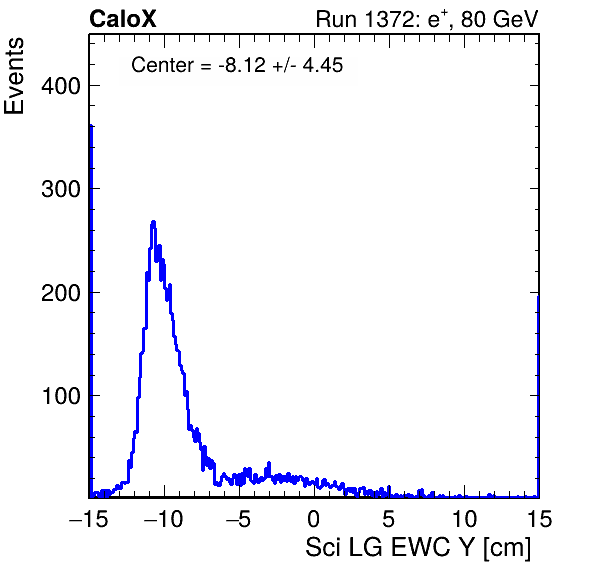 CaloX Run 1372: e⁺, 80 GeV
Events
Center = -8.12 +/- 4.45
400
300
200
100
−15 −10 −5 0 5 10 15
Sci LG EWC Y [cm]